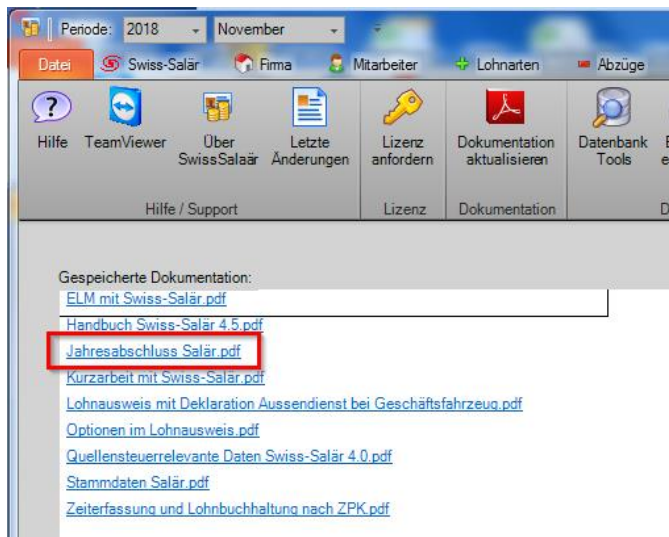 Periode: 2018 November
Datei Swiss-Salär Firma Mitarbeiter Lohnarten Abzüge
Hilfe TeamViewer Über SwissSalaär Letzte Änderungen Lizenz anfordern Dokumentation aktualisieren Datenbank Tools
Hilfe / Support Lizenz Dokumentation
Gespeicherte Dokumentation:
ELM mit Swiss-Salär.pdf
Handbuch Swiss-Salär 4.5.pdf
Jahresabschluss Salär.pdf
Kurzarbeit mit Swiss-Salär.pdf
Lohnausweis mit Deklaration Aussendienst bei Geschäftsfahrzeug.pdf
Optionen im Lohnausweis.pdf
Quellensteuerrelevante Daten Swiss-Salär 4.0.pdf
Stammdaten Salär.pdf
Zeiterfassung und Lohnbuchhaltung nach ZPK.pdf